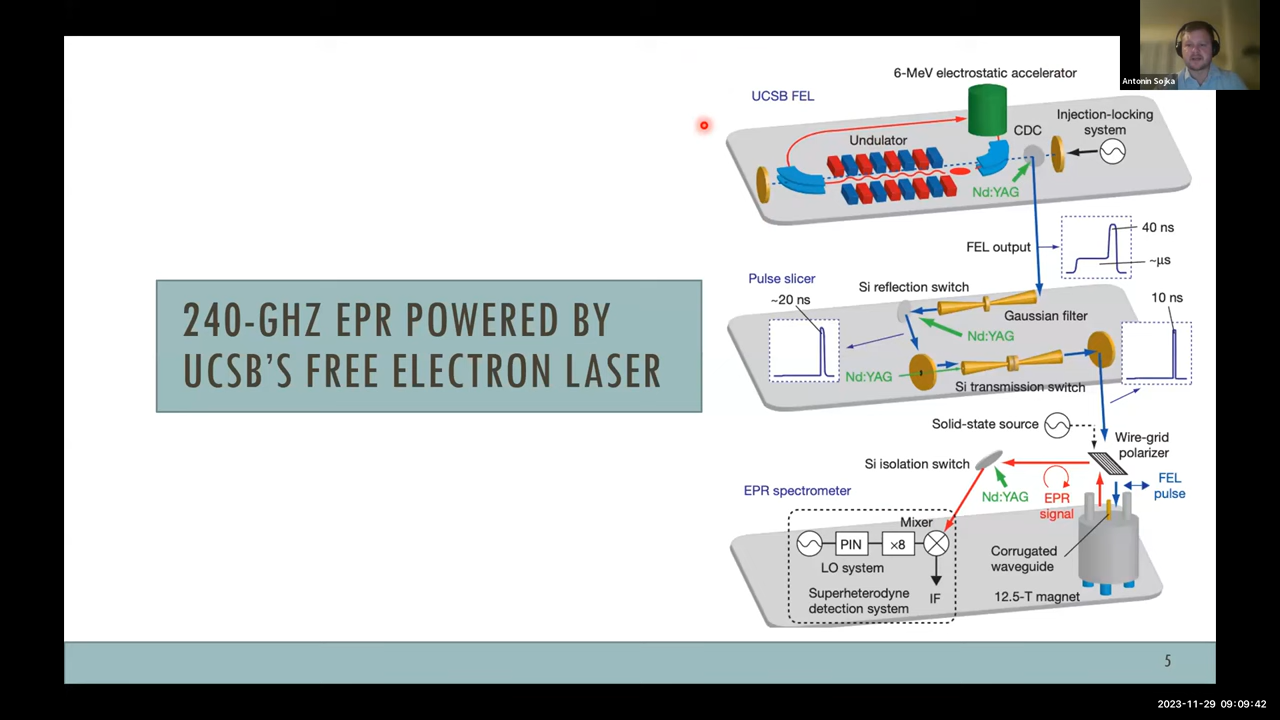 Antonin Sojka
6-MeV electrostatic accelerator
UCSB FEL
Injection-locking
system
CDC
Undulator
Nd:YAG
40 ns
FEL output
~µs
Pulse slicer
Si reflection switch
~20 ns
10 ns
Gaussian filter
Nd:YAG
240-GHZ EPR POWERED BY
UCSB'S FREE ELECTRON LASER
Nd:YAG
Si transmission switch
Solid-state source
Wire-grid
polarizer
Si isolation switch
FEL
pulse
EPR spectrometer
Nd:YAG
EPR
signal
Mixer
PIN
×8
LO system
Corrugated
waveguide
Superheterodyne
detection system
IF
12.5-T magnet
5
2023-11-29 09:09:42